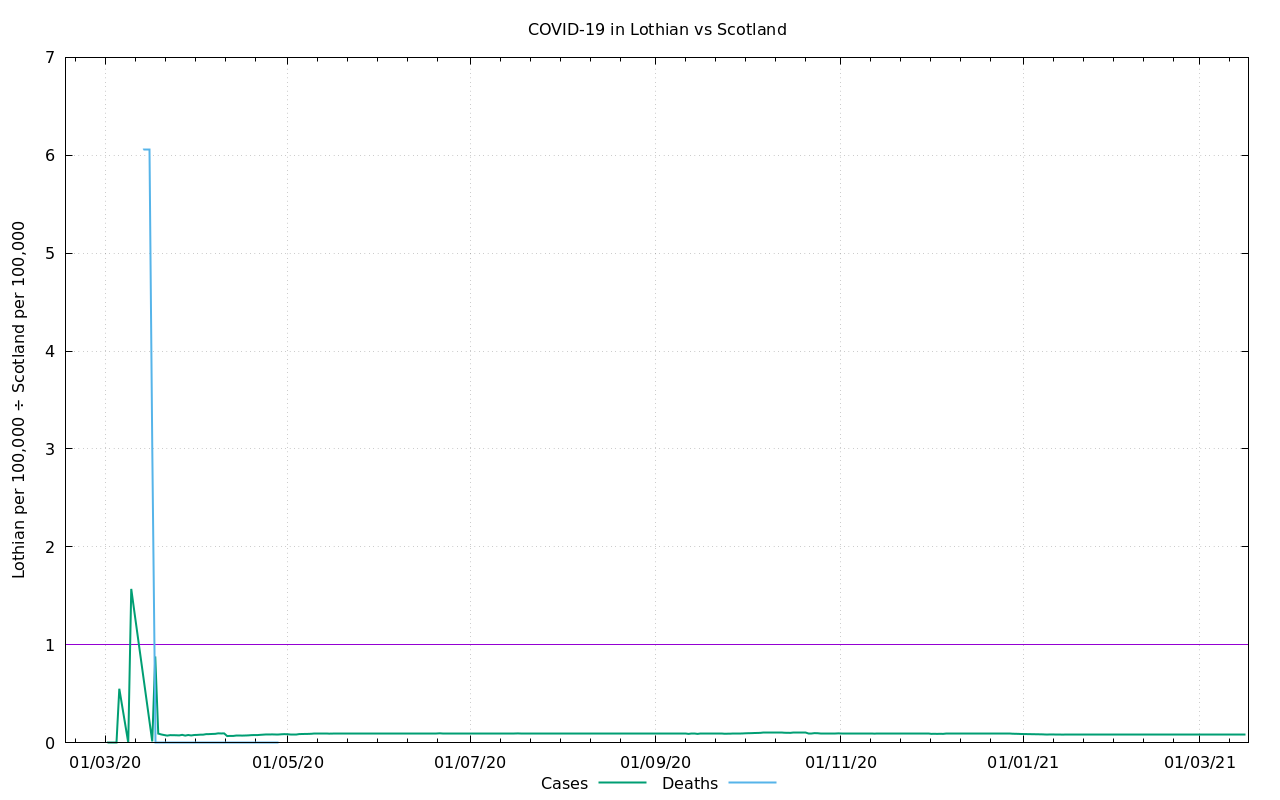 COVID-19 in Lothian vs Scotland
Lothian per 100,000 ÷ Scotland per 100,000
7
6
5
4
3
2
1
0
01/03/20 01/05/20 01/07/20 01/09/20 01/11/20 01/01/21 01/03/21
Cases Deaths